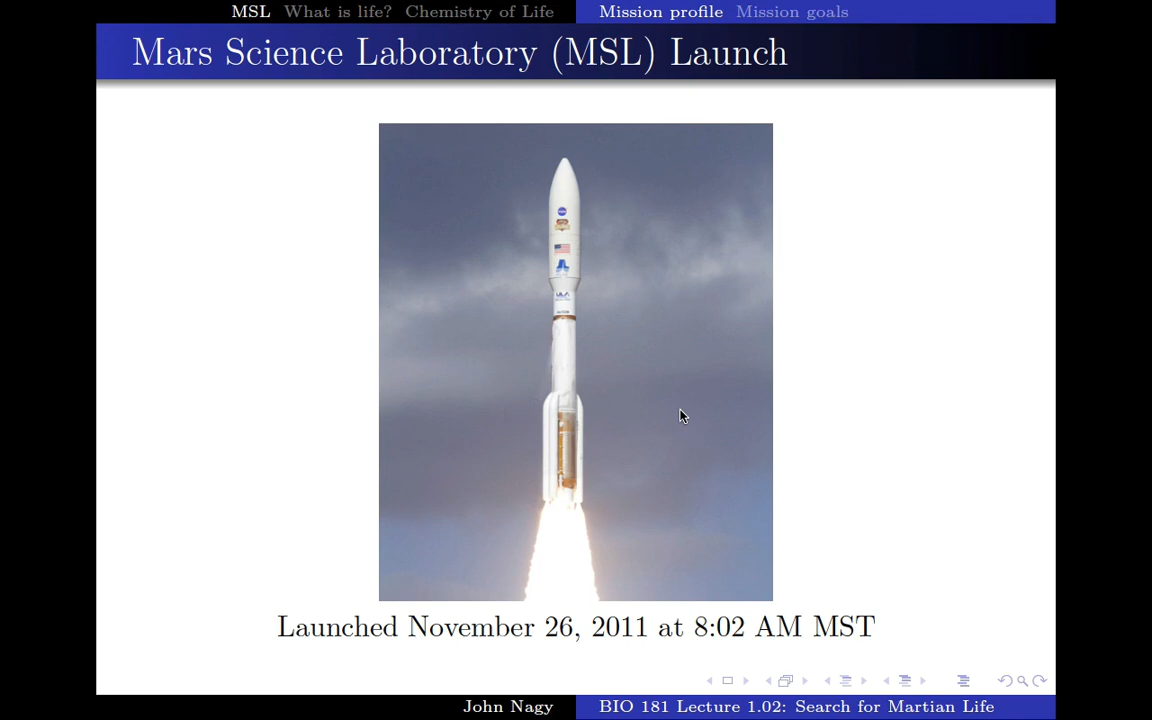 MSL What is life? Chemistry of Life Mission profile Mission goals
Mars Science Laboratory (MSL) Launch
ULA
Launched November 26, 2011 at 8:02 AM MST
John Nagy BIO 181 Lecture 1.02: Search for Martian Life